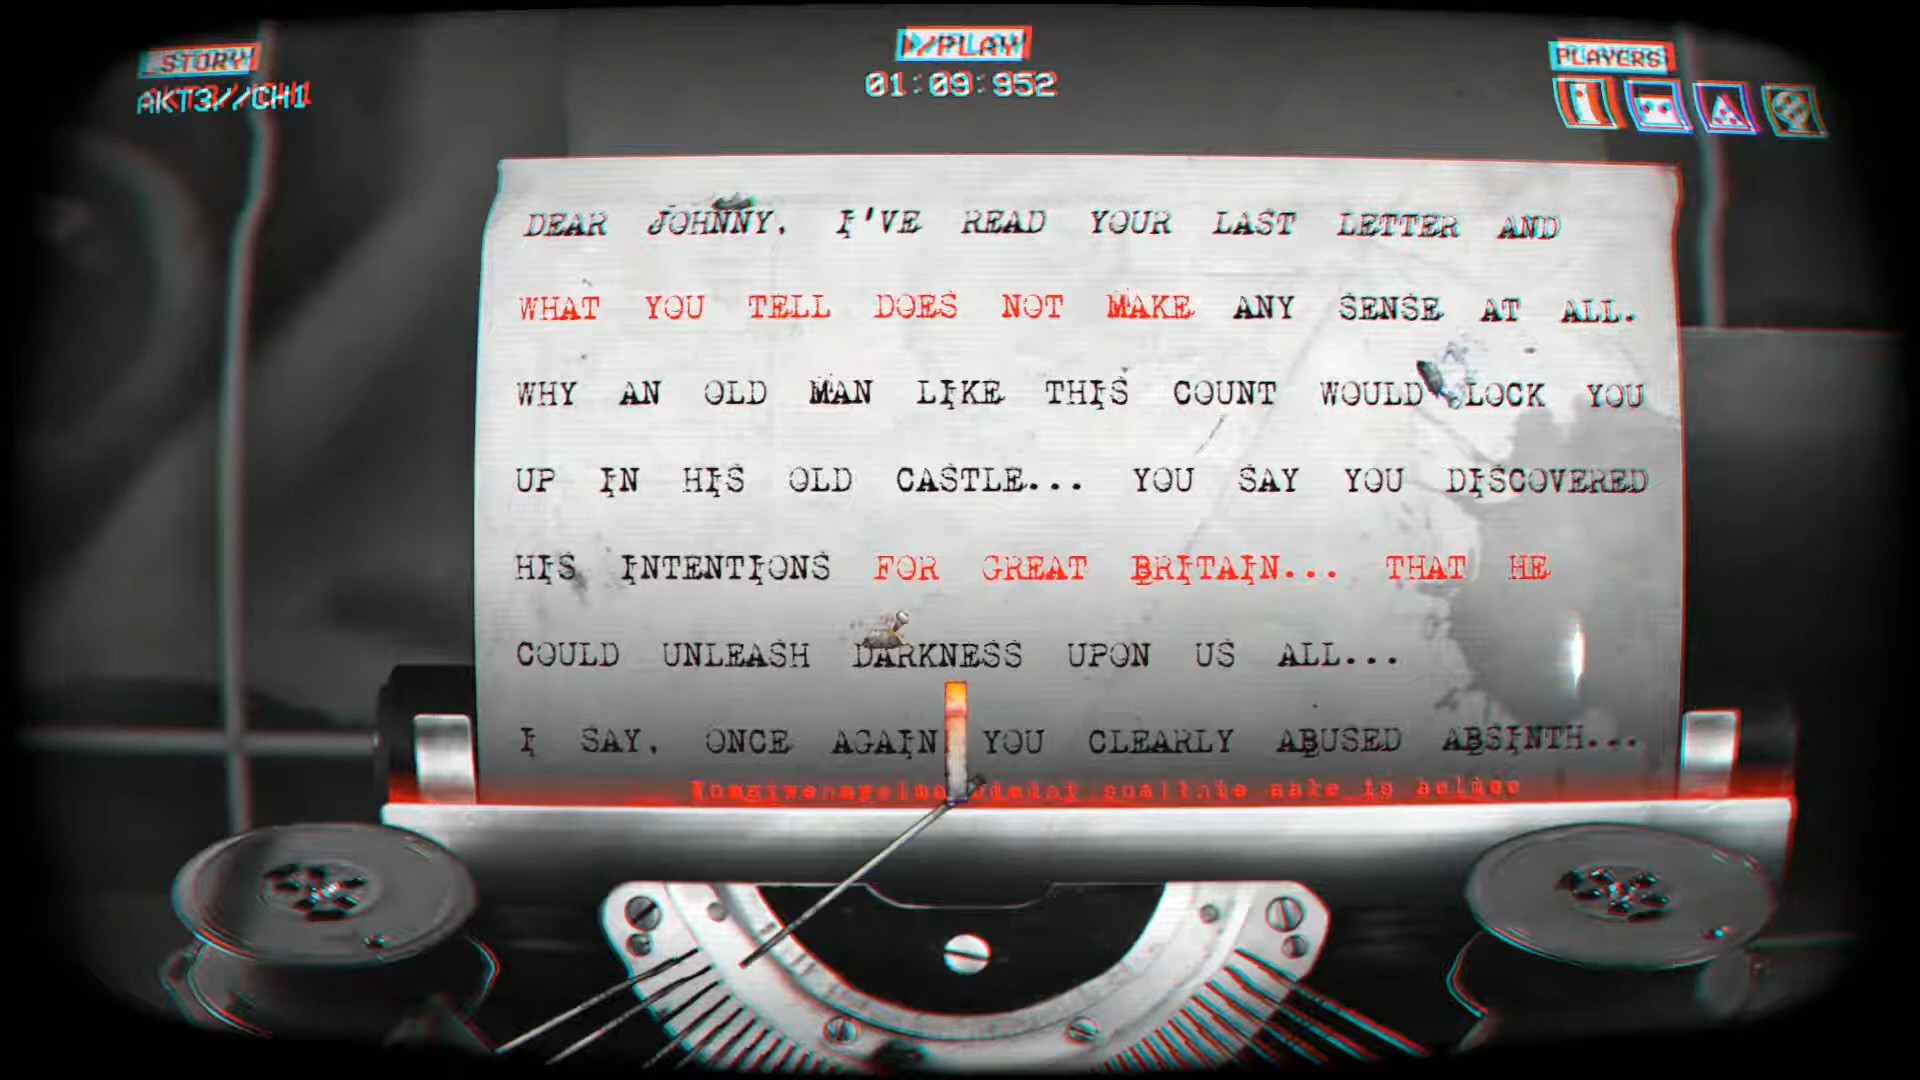 STORY
AKT3//CH1
▶/PLAY
01:09:952
PLAYERS
DEAR JOHNNY, I'VE READ YOUR LAST LETTER AND
WHAT YOU TELL DOES NOT MAKE ANY SENSE AT ALL.
WHY AN OLD MAN LIKE THIS COUNT WOULD LOCK YOU
UP IN HIS OLD CASTLE... YOU SAY YOU DISCOVERED
HIS INTENTIONS FOR GREAT BRITAIN... THAT HE
COULD UNLEASH DARKNESS UPON US ALL...
I SAY, ONCE AGAIN YOU CLEARLY ABUSED ABSINTH...